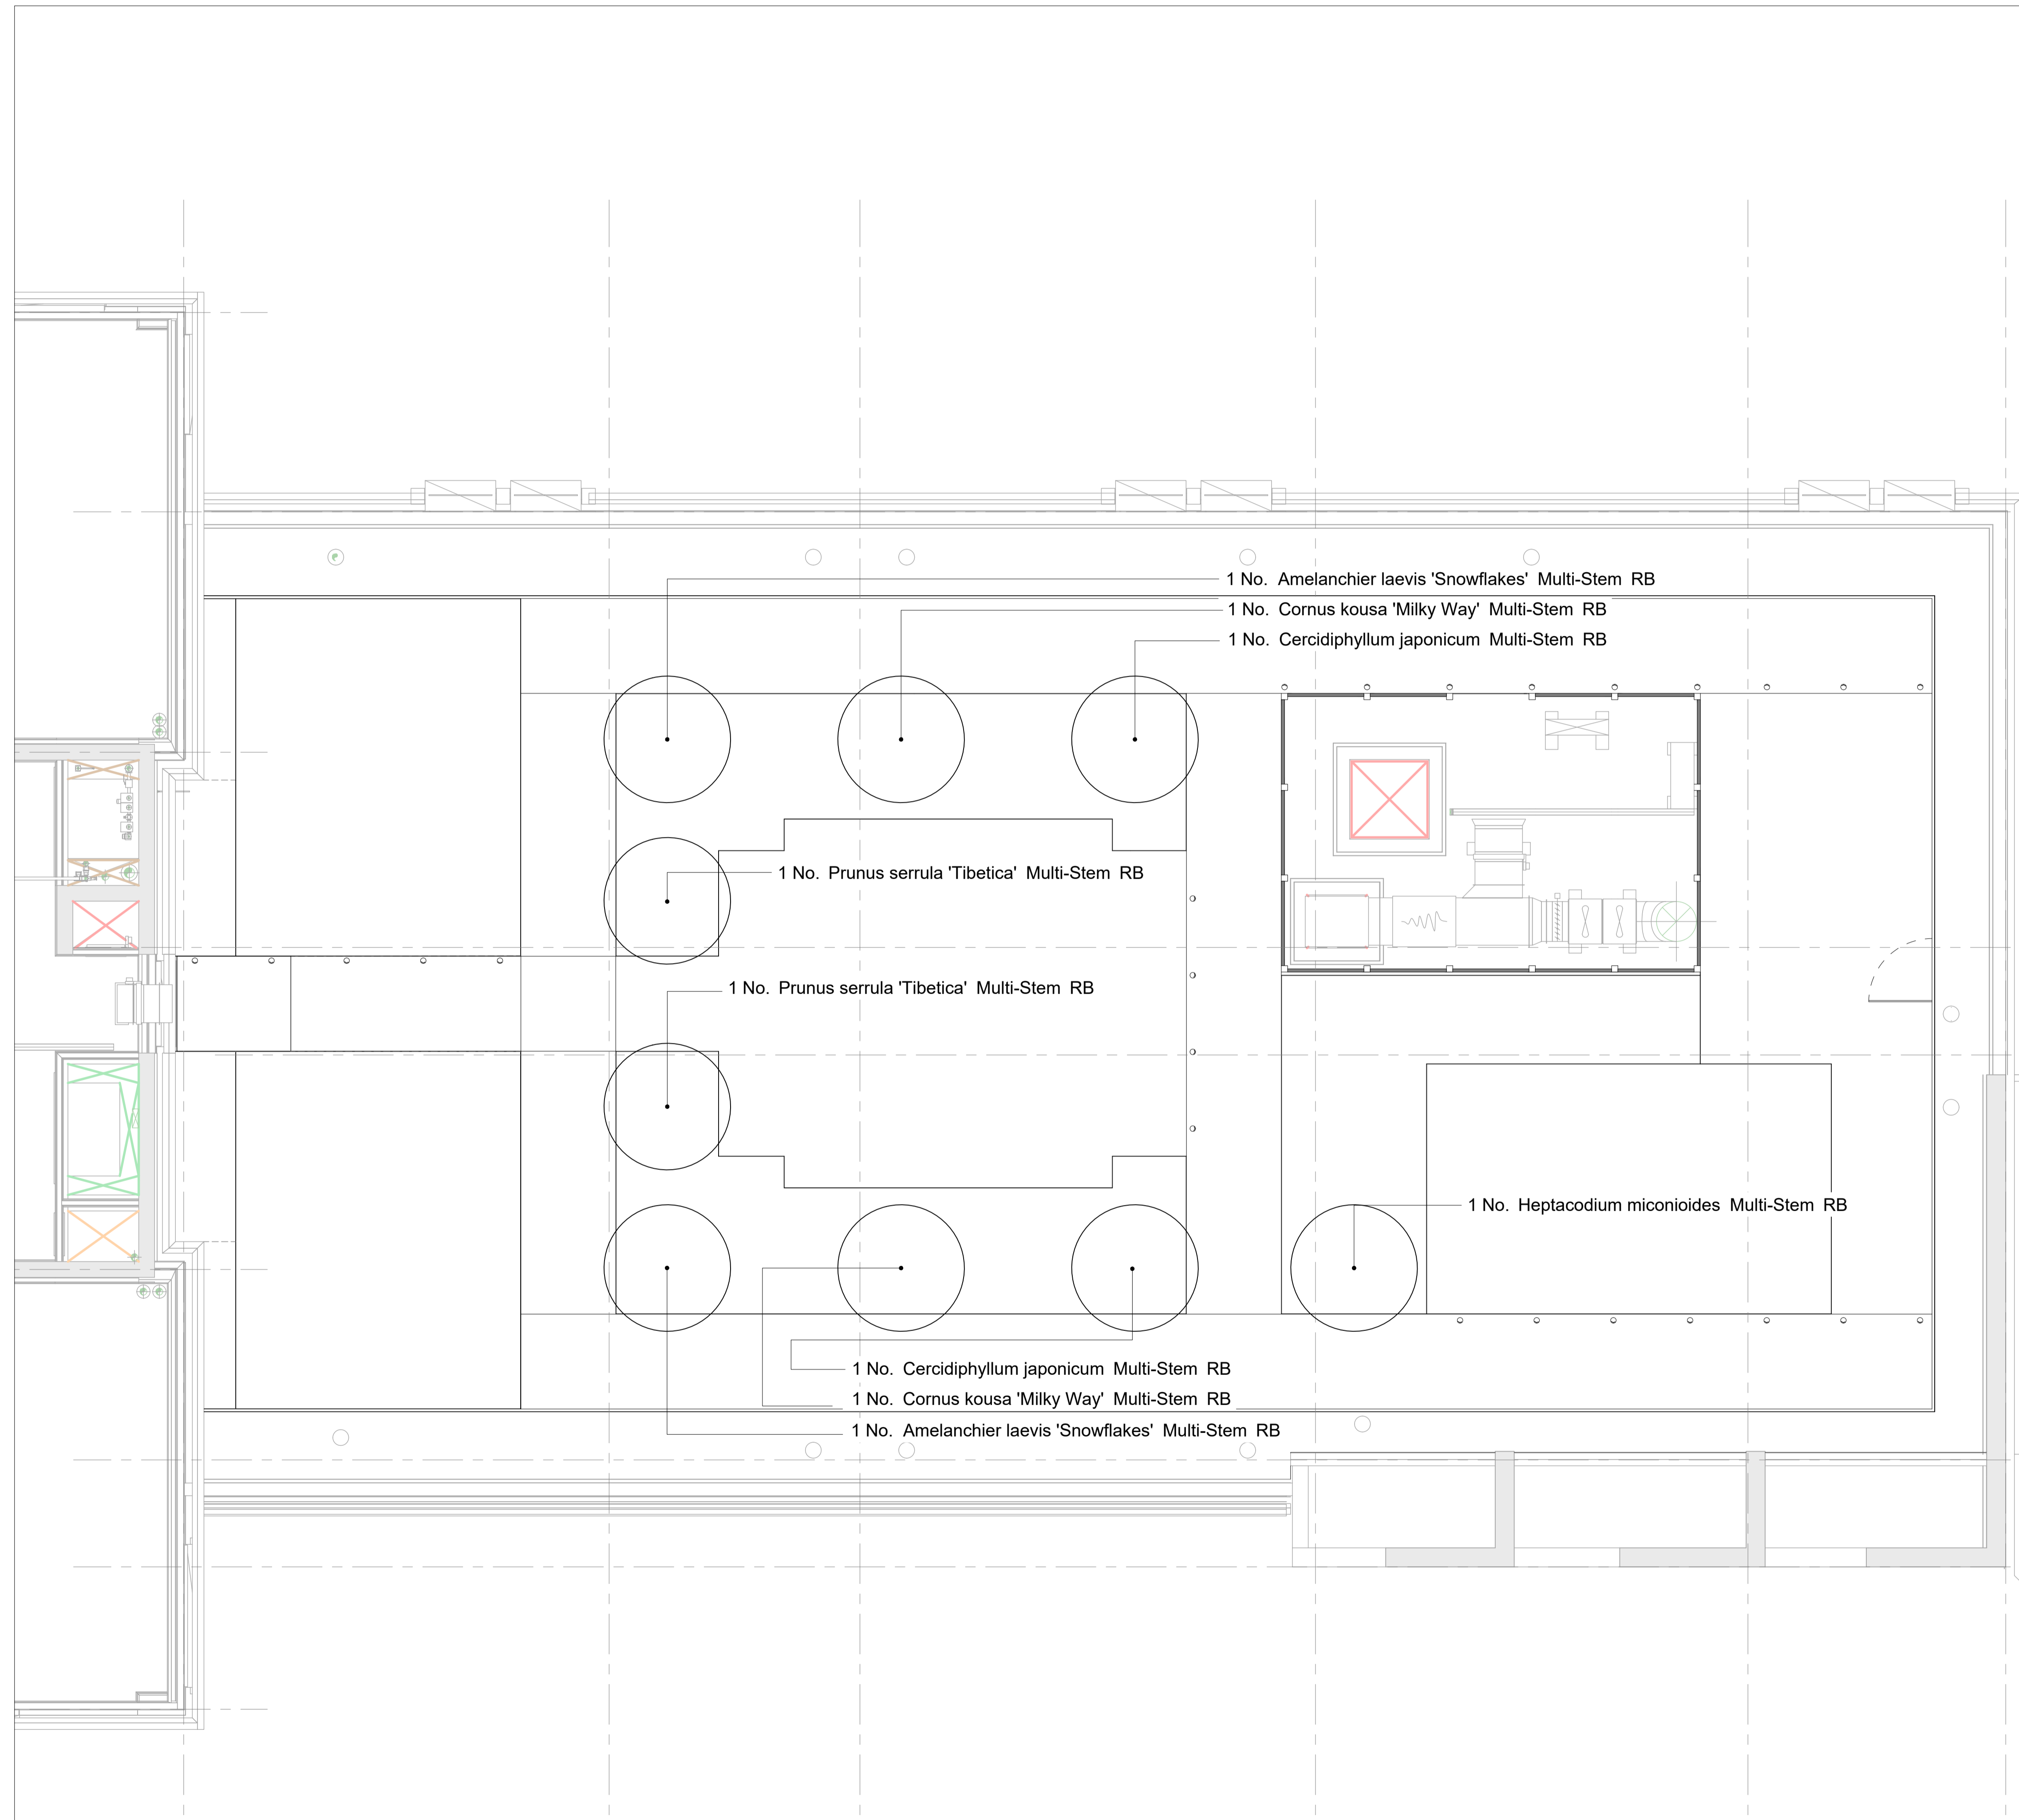 1 No. Amelanchier laevis 'Snowflakes' Multi-Stem RB
1 No. Cornus kousa 'Milky Way' Multi-Stem RB
1 No. Cercidiphyllum japonicum Multi-Stem RB
1 No. Prunus serrula 'Tibetica' Multi-Stem RB
1 No. Prunus serrula 'Tibetica' Multi-Stem RB
1 No. Heptacodium miconioides Multi-Stem RB
1 No. Cercidiphyllum japonicum Multi-Stem RB
1 No. Cornus kousa 'Milky Way' Multi-Stem RB
1 No. Amelanchier laevis 'Snowflakes' Multi-Stem RB